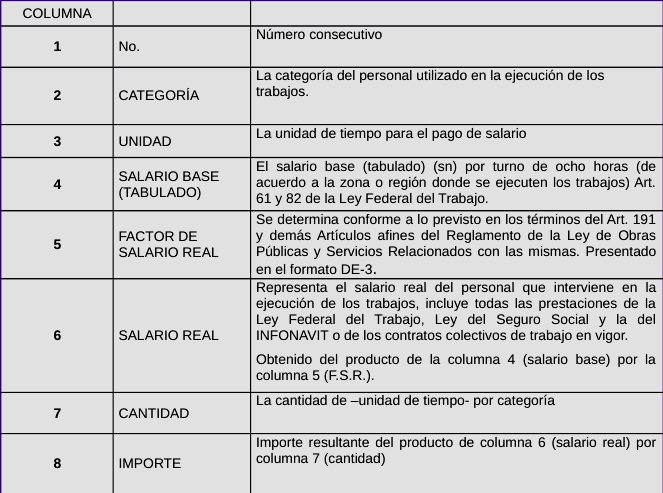 COLUMNA
1
No.
Número consecutivo
2
CATEGORÍA
La categoría del personal utilizado en la ejecución de los
trabajos.
3
UNIDAD
La unidad de tiempo para el pago de salario
4
SALARIO BASE
(TABULADO)
El salario base (tabulado) (sn) por turno de ocho horas (de
acuerdo a la zona o región donde se ejecuten los trabajos) Art.
61 y 82 de la Ley Federal del Trabajo.
5
FACTOR DE
SALARIO REAL
Se determina conforme a lo previsto en los términos del Art. 191
y demás Artículos afines del Reglamento de la Ley de Obras
Públicas y Servicios Relacionados con las mismas. Presentado
en el formato DE-3.
6
SALARIO REAL
Representa el salario real del personal que interviene en la
ejecución de los trabajos, incluye todas las prestaciones de la
Ley Federal del Trabajo, Ley del Seguro Social y la del
INFONAVIT o de los contratos colectivos de trabajo en vigor.
Obtenido del producto de la columna 4 (salario base) por la
columna 5 (F.S.R.).
7
CANTIDAD
La cantidad de –unidad de tiempo- por categoría
8
IMPORTE
Importe resultante del producto de columna 6 (salario real) por
columna 7 (cantidad)